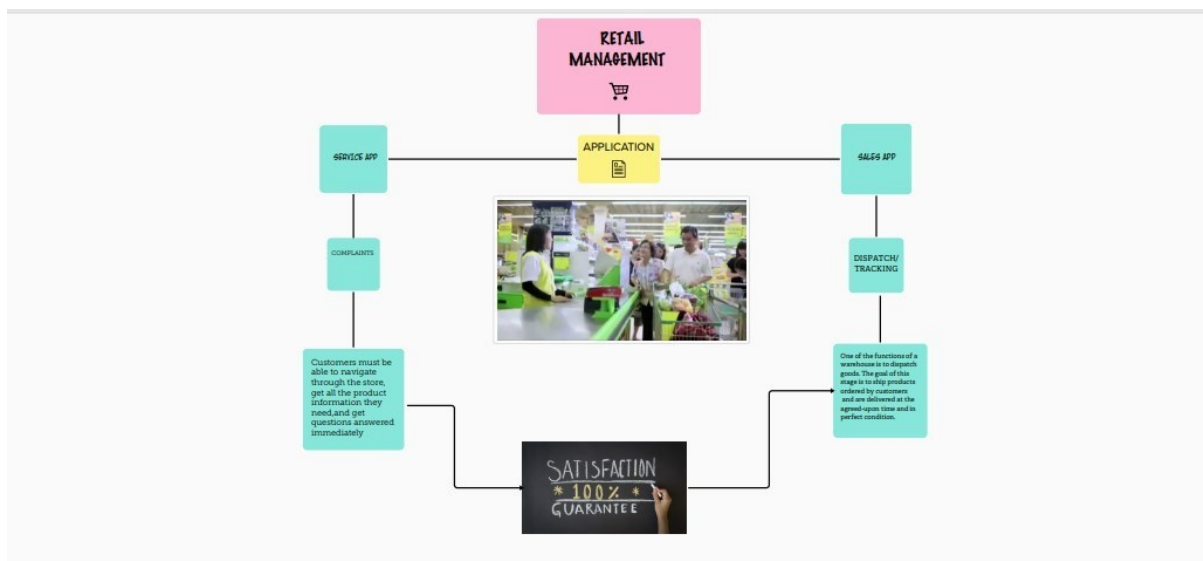 RETAIL
MANAGEMENT
APPLICATION
SERVICE APP
SALES APP
COMPLAINTS
DISPATCH/
TRACKING
Customers must be
able to navigate
through the store,
get all the product
information they
need,and get
questions answered
immediately
One of the functions of a
warehouse is to dispatch
goods. The goal of this
stage is to ship products
ordered by customers
and are delivered at the
agreed-upon time and in
perfect condition.
SATISFACTION
* 100% *
GUARANTEE